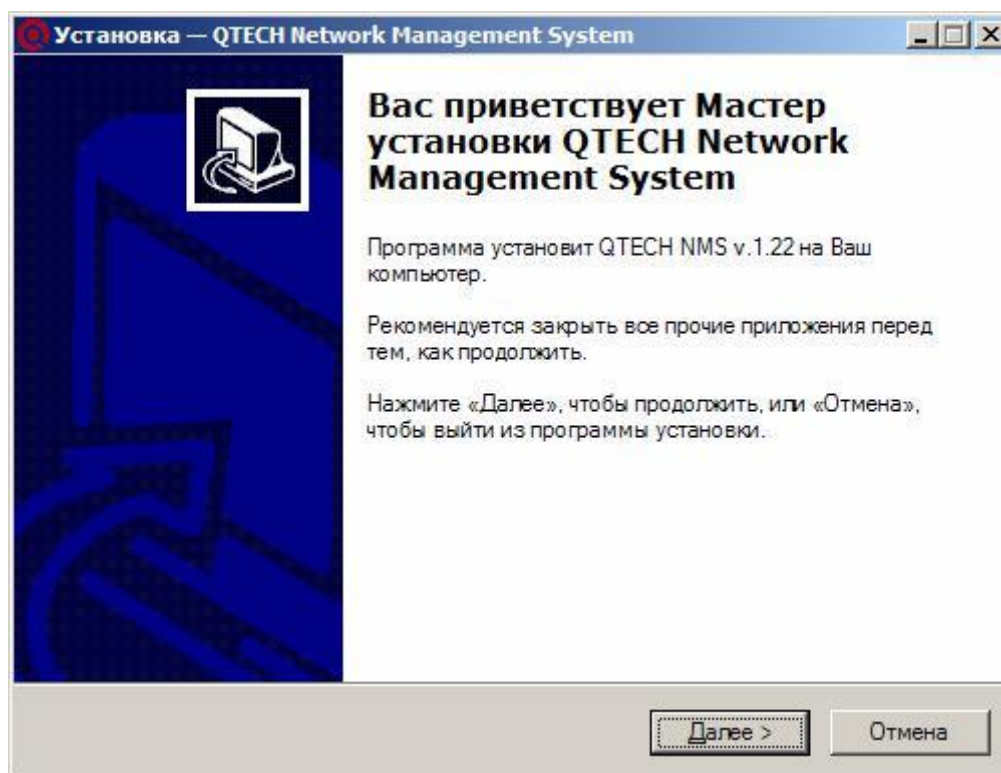 Установка — QTECH Network Management System
Вас приветствует Мастер
установки QTECH Network
Management System
Программа установит QTECH NMS v.1.22 на Ваш
компьютер.
Рекомендуется закрыть все прочие приложения перед
тем, как продолжить.
Нажмите «Далее», чтобы продолжить, или «Отмена»,
чтобы выйти из программы установки.
Далее >
Отмена